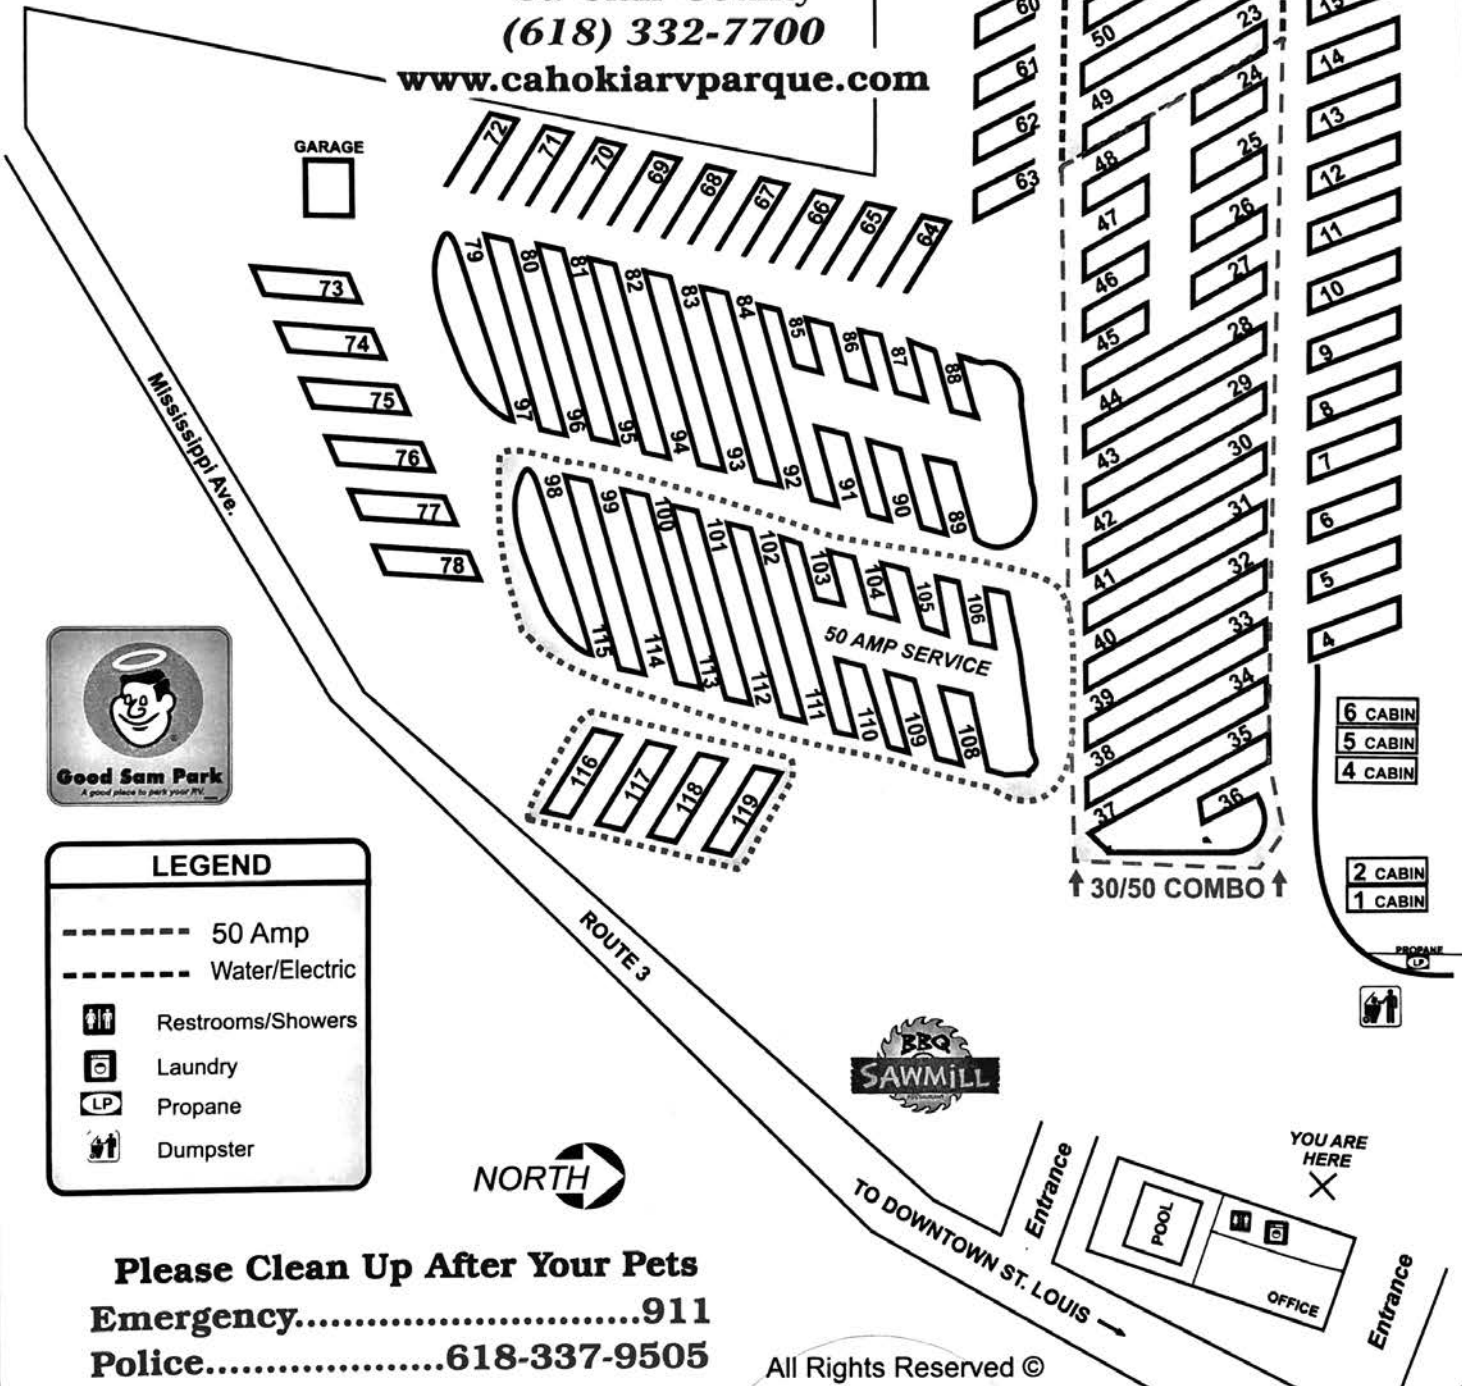 (618) 332-7700
www.cahokiarvparque.com
GARAGE
72
71
70
69
68
67
66
65
64
60
61
62
63
50
49
48
47
46
45
44
43
42
41
40
39
38
37
23
24
25
26
27
28
29
30
31
32
33
34
35
36
14
13
12
11
10
9
8
7
6
5
4
73
74
75
76
77
78
79
80
81
82
83
84
85
86
87
88
97
96
95
94
93
92
91
90
89
98
99
100
101
102
103
104
105
106
50 AMP SERVICE
115
114
113
112
111
110
109
108
116
117
118
119
30/50 COMBO
6 CABIN
5 CABIN
4 CABIN
2 CABIN
1 CABIN
PROPANE
LP
Mississippi Ave.
ROUTE 3
TO DOWNTOWN ST. LOUIS
Good Sam Park
A good place to park your RV.
LEGEND
50 Amp
Water/Electric
Restrooms/Showers
Laundry
LP Propane
Dumpster
NORTH
BBQ
SAWMILL
RESTAURANT
Entrance
POOL
OFFICE
YOU ARE
HERE
Entrance
Please Clean Up After Your Pets
Emergency............................911
Police....................618-337-9505
All Rights Reserved ©